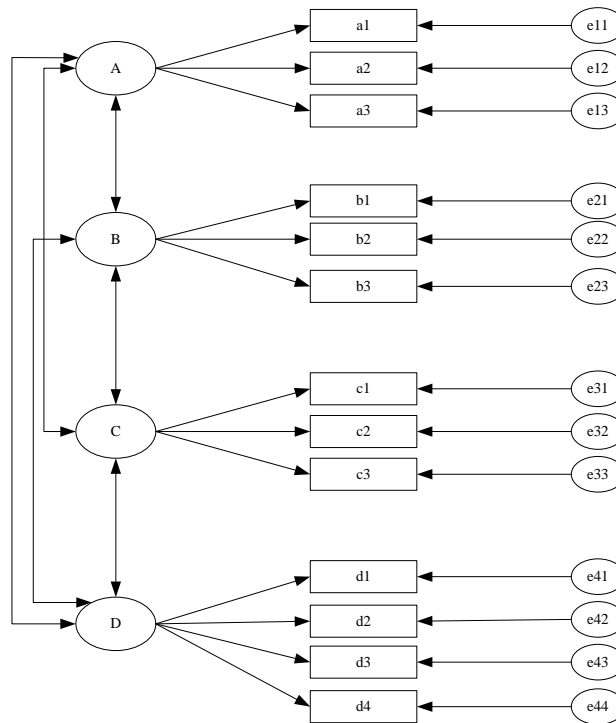 a1 e11
A a2 e12
a3 e13
b1 e21
B b2 e22
b3 e23
c1 e31
C c2 e32
c3 e33
d1 e41
D d2 e42
d3 e43
d4 e44